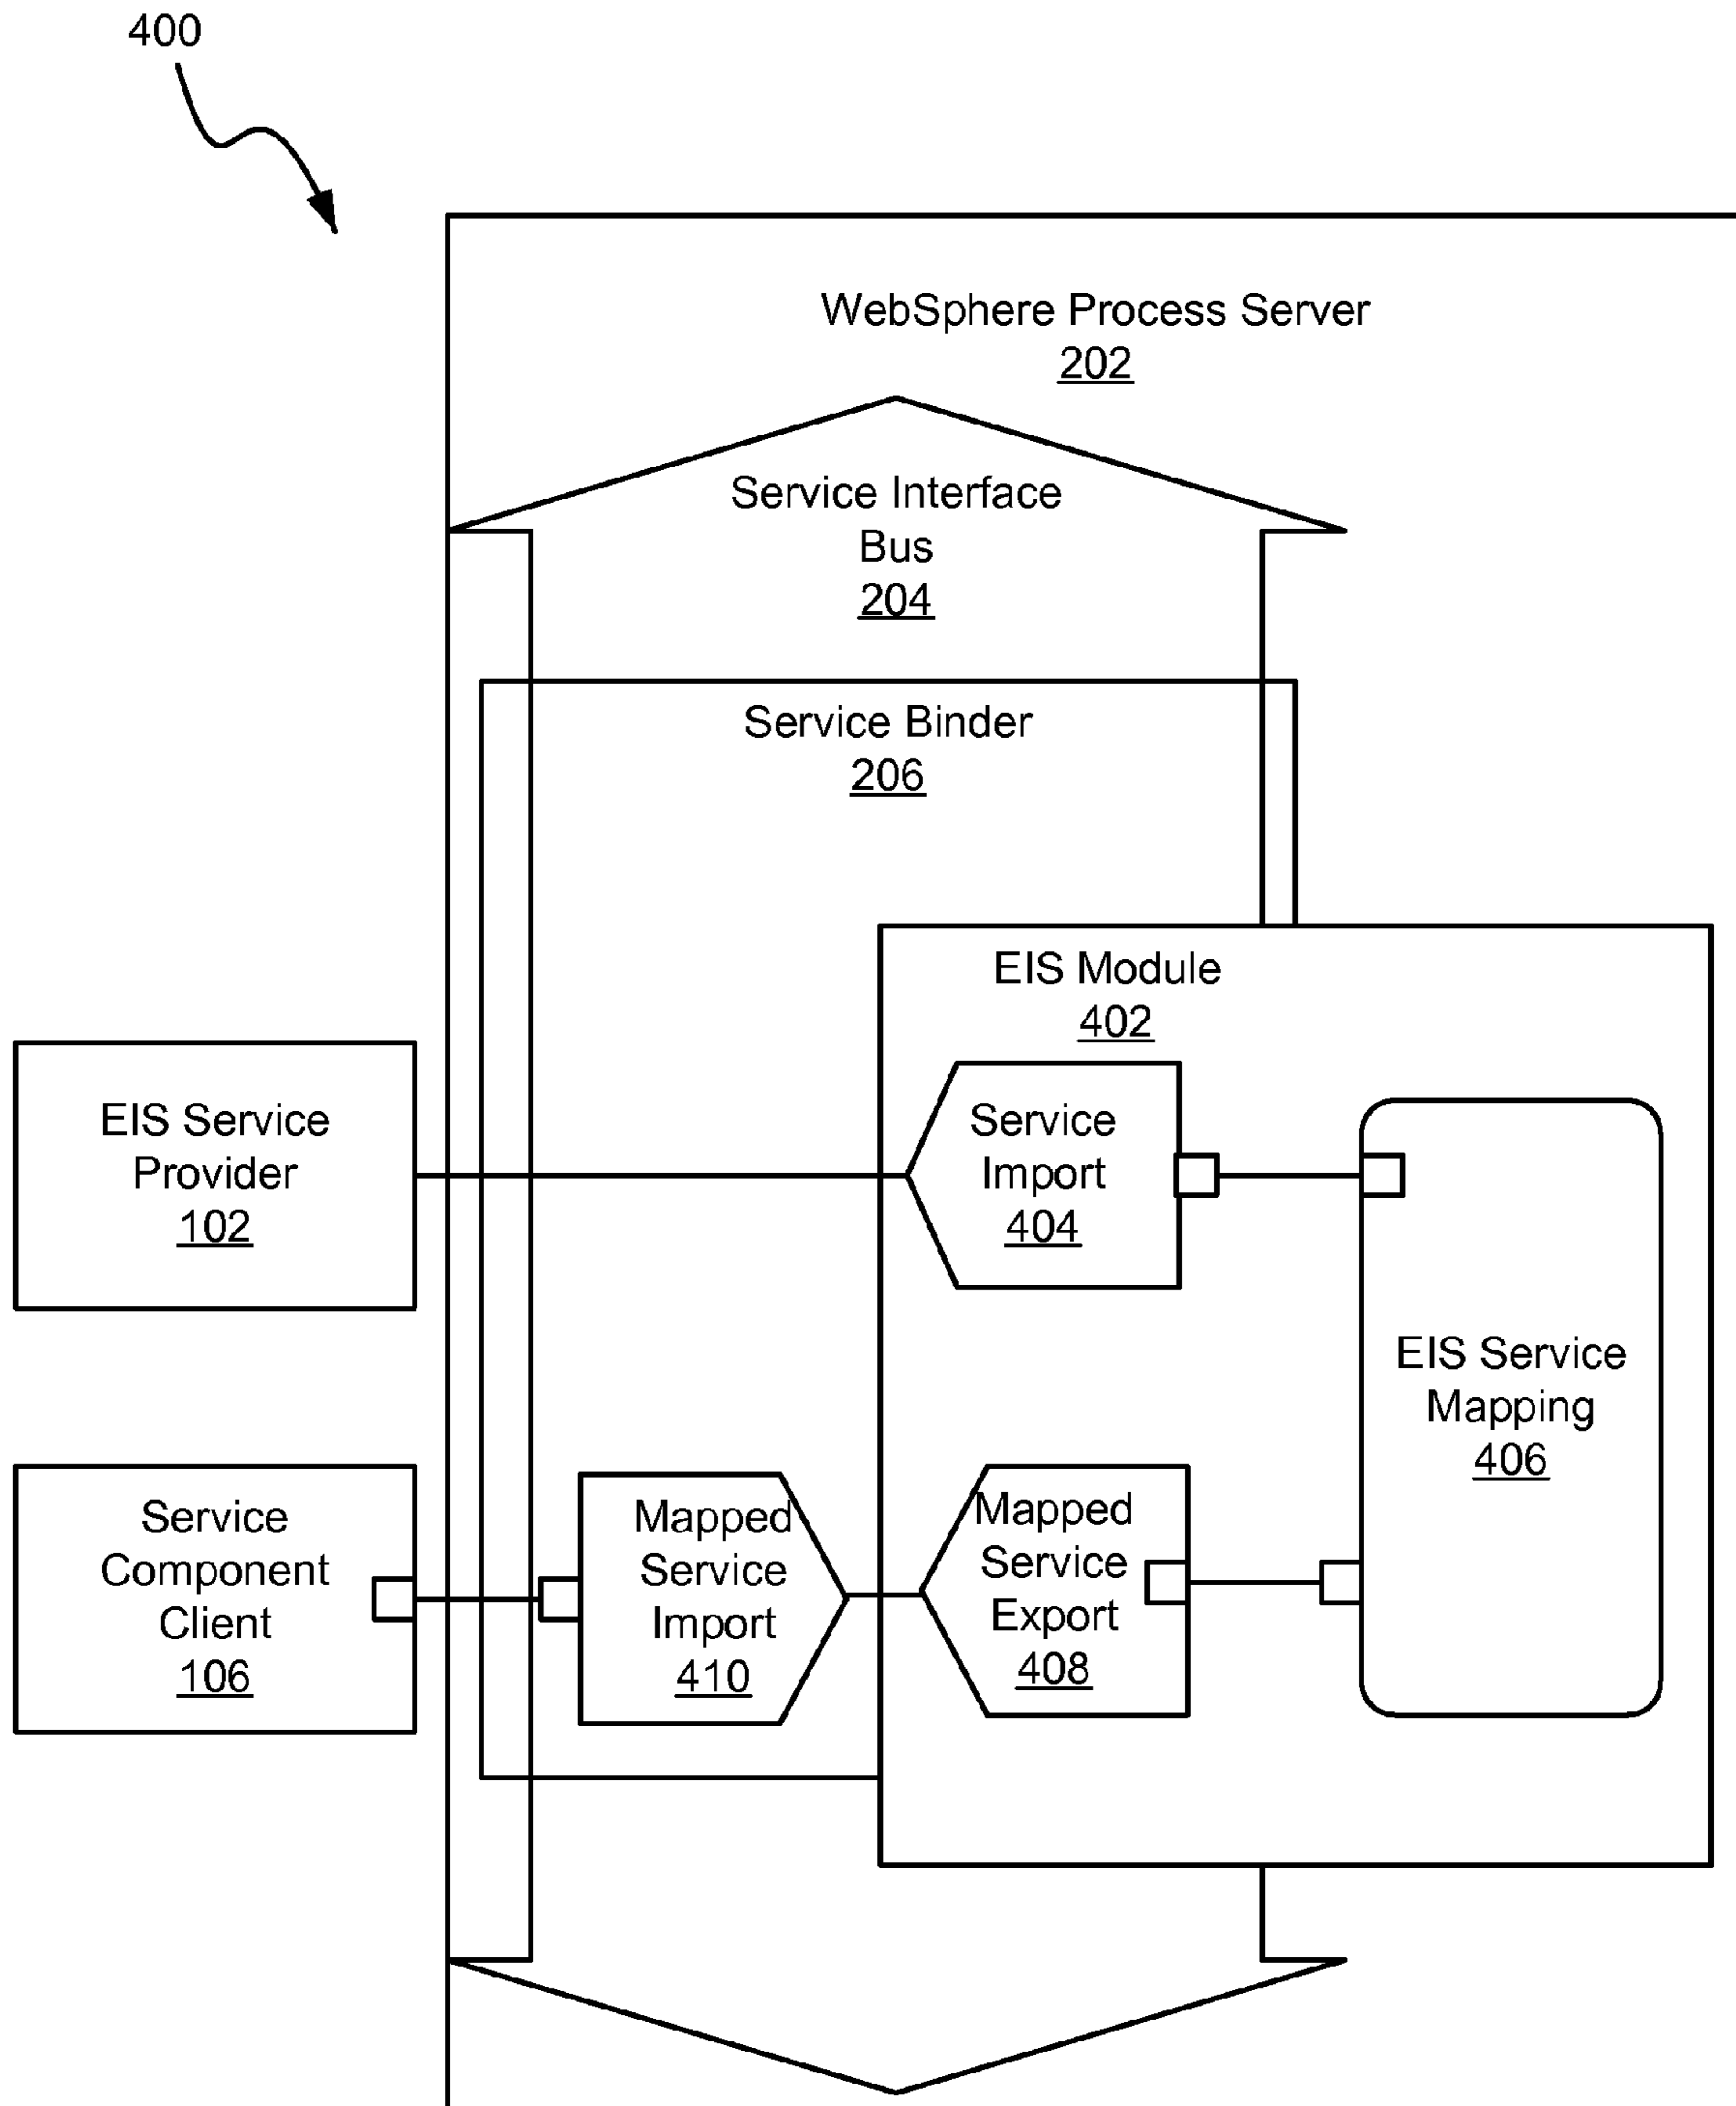 400
WebSphere Process Server
202
Service Interface
Bus
204
Service Binder
206
EIS Module
402
EIS Service
Provider
102
Service
Import
404
EIS Service
Mapping
406
Service
Component
Client
106
Mapped
Service
Import
410
Mapped
Service
Export
408